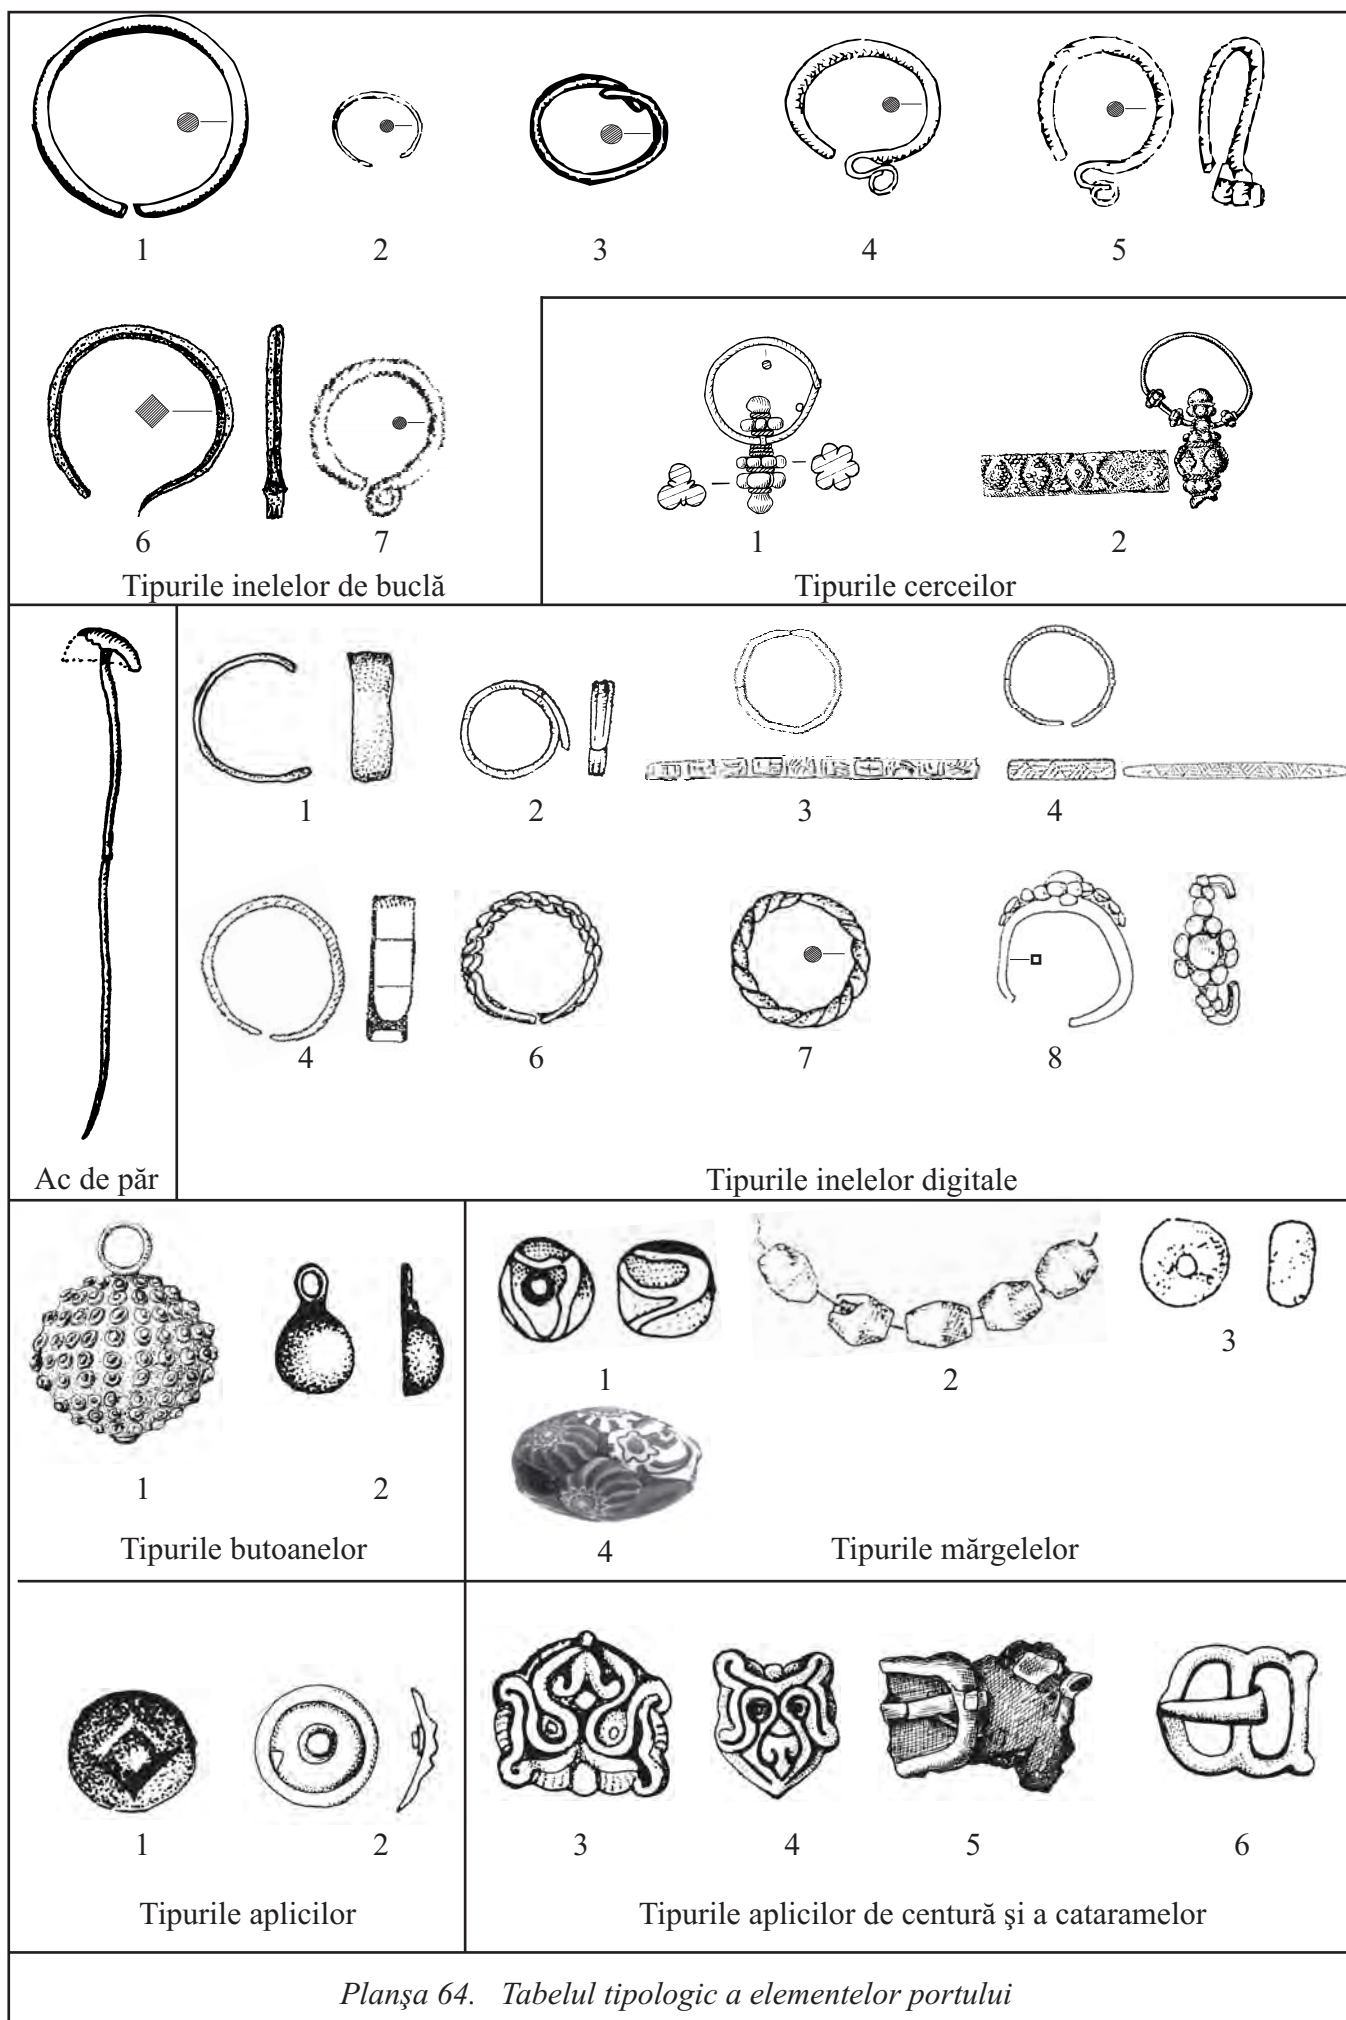 1 2 3 4 5
6 7
Tipurile inelelor de buclă
1 2
Tipurile cerceilor
Ac de păr
1 2 3 4
4 6 7 8
Tipurile inelelor digitale
1 2
Tipurile butoanelor
1 2 3
4
Tipurile mărgelelor
1 2
Tipurile aplicilor
3 4 5 6
Tipurile aplicilor de centură şi a cataramelor
Planşa 64. Tabelul tipologic a elementelor portului